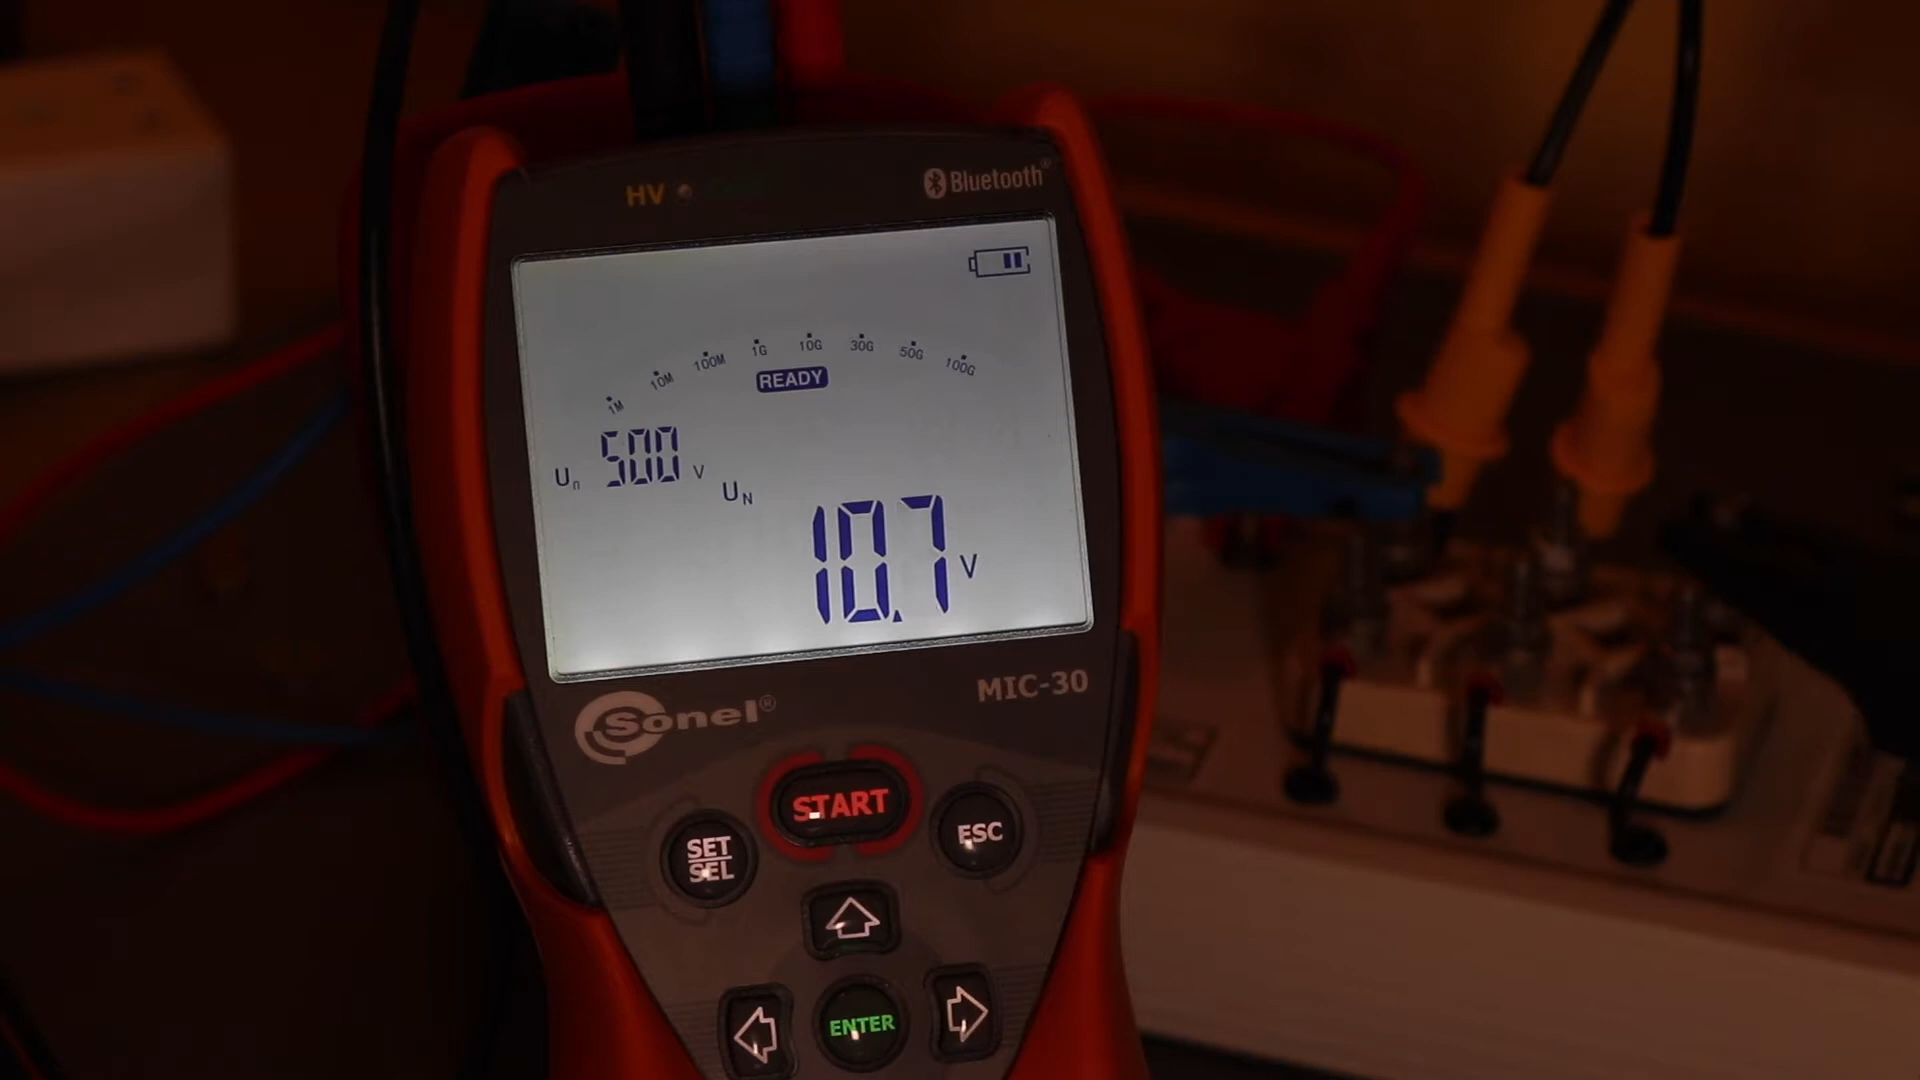 HV
Bluetooth®
1M 10M 100M 1G 10G 30G 50G 100G
READY
Un 500 V
UN
10.7 V
Sonel®
MIC-30
START
SET
SEL
ESC
ENTER